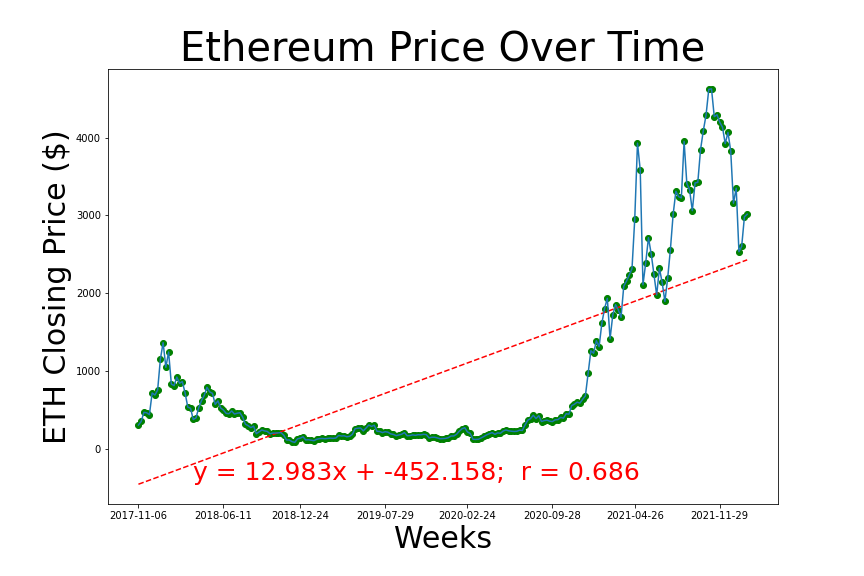 Ethereum Price Over Time
ETH Closing Price ($)
4000
3000
2000
1000
0
y = 12.983x + -452.158;  r = 0.686
2017-11-06 2018-06-11 2018-12-24 2019-07-29 2020-02-24 2020-09-28 2021-04-26 2021-11-29
Weeks